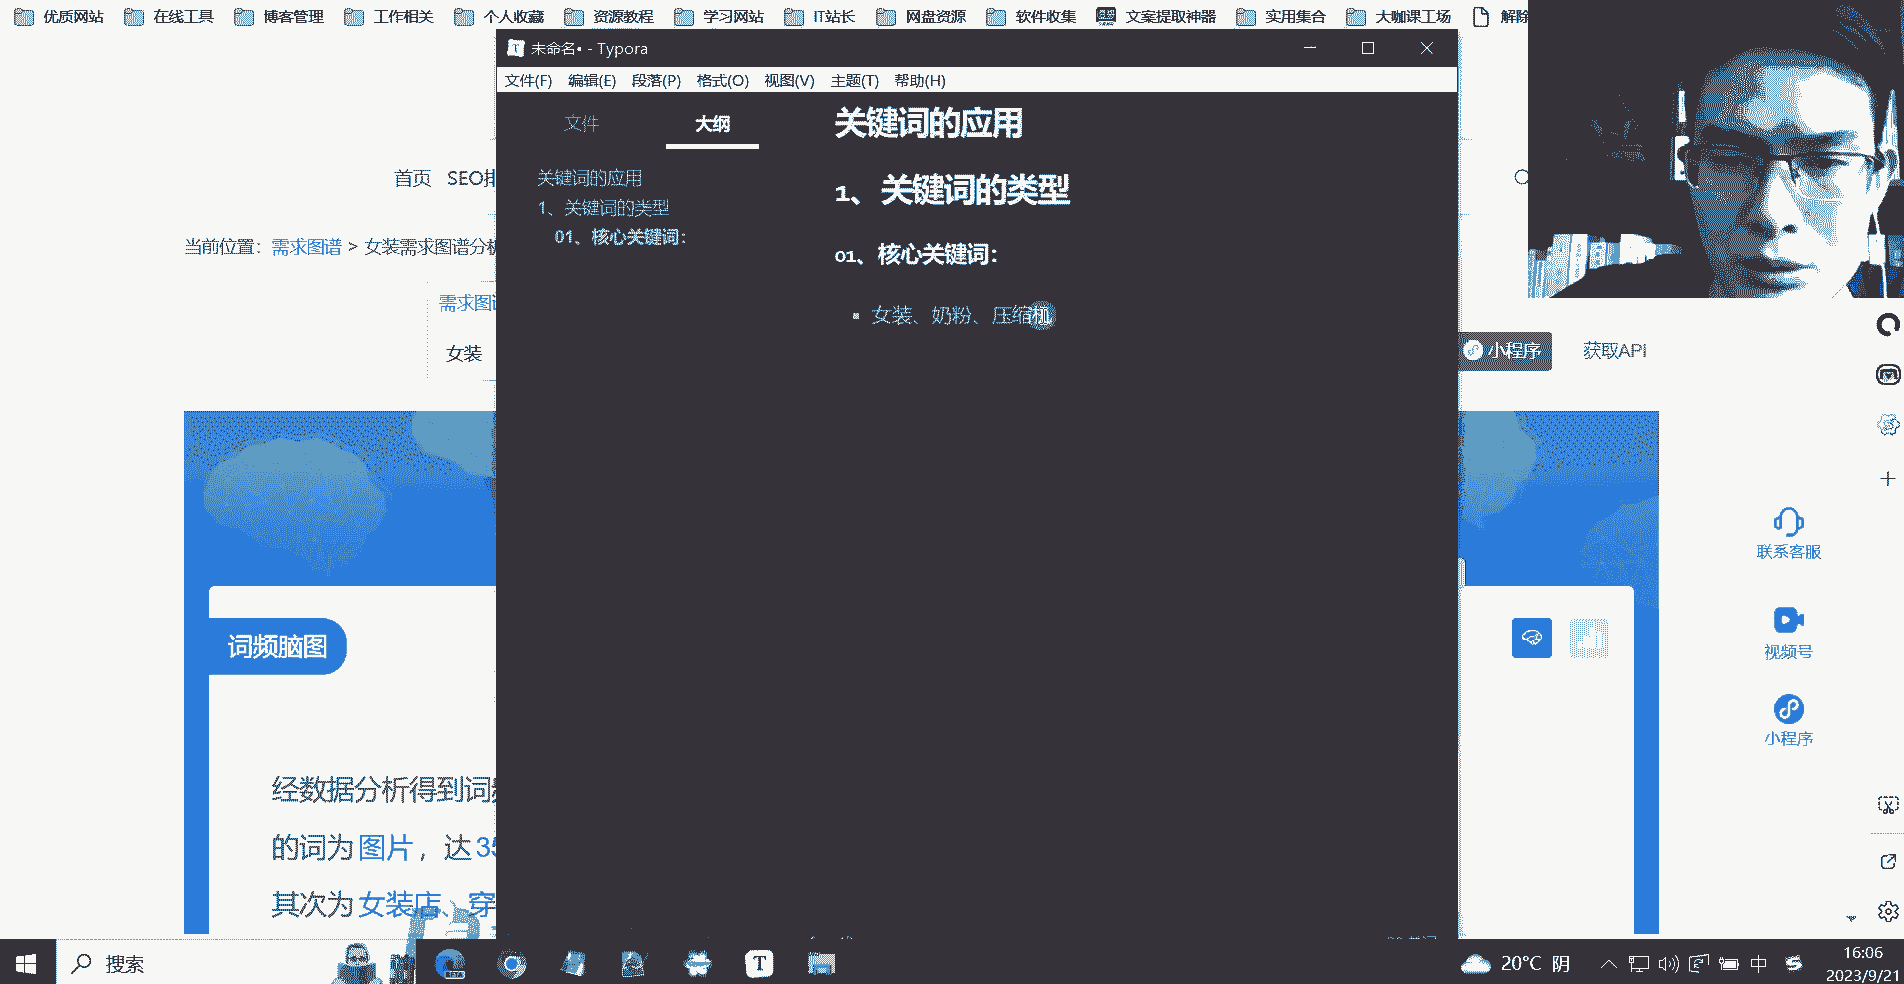 优质网站 在线工具 博客管理 工作相关 个人收藏 资源教程 学习网站 IT站长 网盘资源 软件收集 文案提取神器 实用集合 大咖课工场 解除
未命名• - Typora
文件(F) 编辑(E) 段落(P) 格式(O) 视图(V) 主题(T) 帮助(H)
文件 大纲
关键词的应用
1、关键词的类型
01、核心关键词：
关键词的应用
1、关键词的类型
01、核心关键词：
女装、奶粉、压缩机
首页 SEO
当前位置：需求图谱 > 女装需求图谱分析
需求图
女装
小程序 获取API
词频脑图
经数据分析得到词
的词为 图片，达 35
其次为 女装店、穿
联系客服
视频号
小程序
搜索
T
20°C 阴
中
16:06
2023/9/21